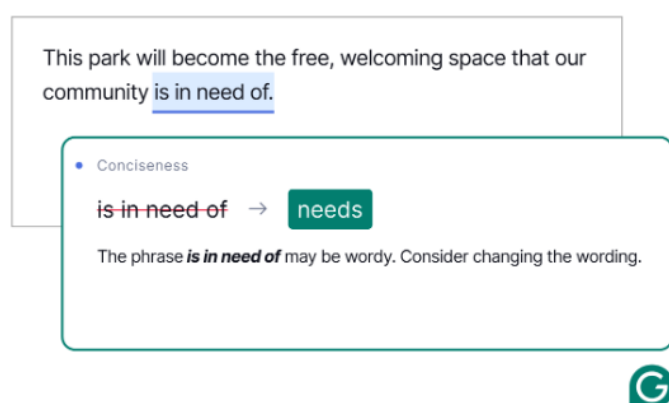 This park will become the free, welcoming space that our
community is in need of.
Conciseness
is in need of → needs
The phrase is in need of may be wordy. Consider changing the wording.
G